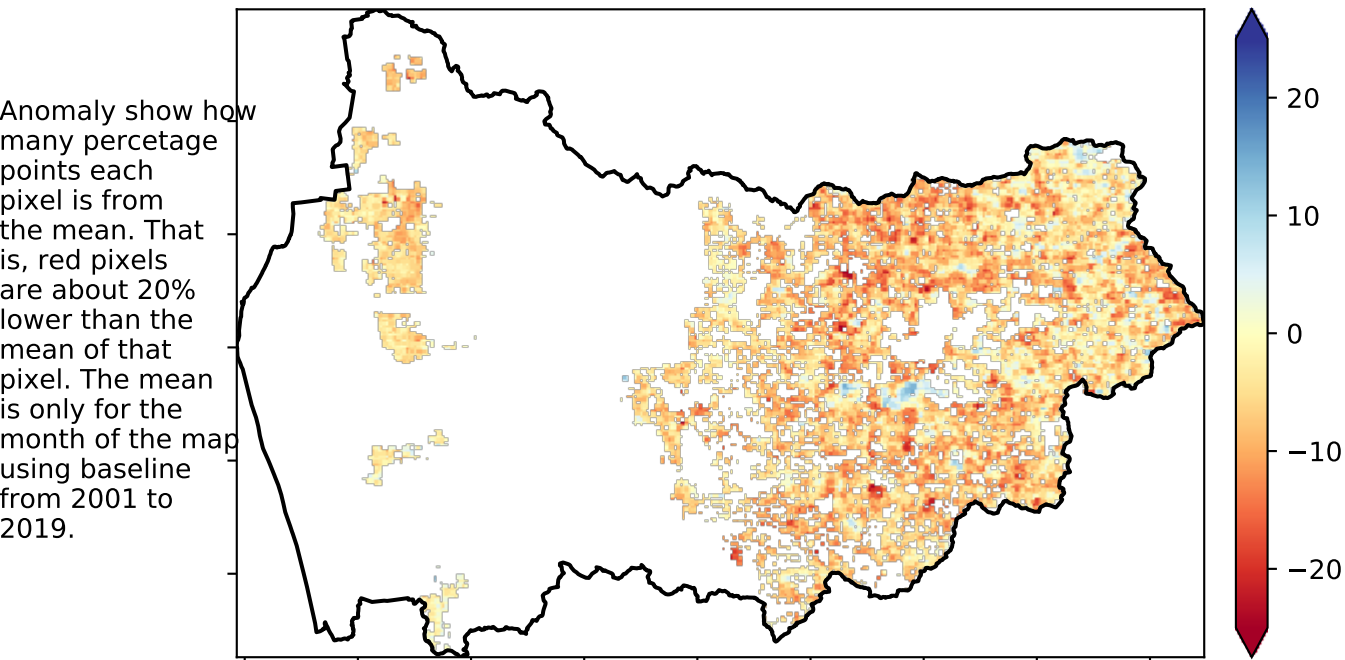 Anomaly show how
many percetage
points each
pixel is from
the mean. That
is, red pixels
are about 20%
lower than the
mean of that
pixel. The mean
is only for the
month of the map
using baseline
from 2001 to
2019.
20
10
0
−10
−20